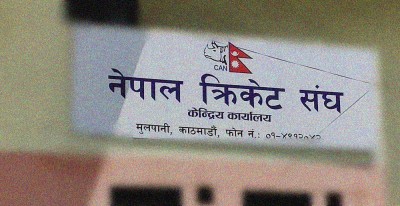 CAN
नेपाल क्रिकेट संघ
केन्द्रिय कार्यालय
मुलपानी, काठमाडौं, फोन नं.: